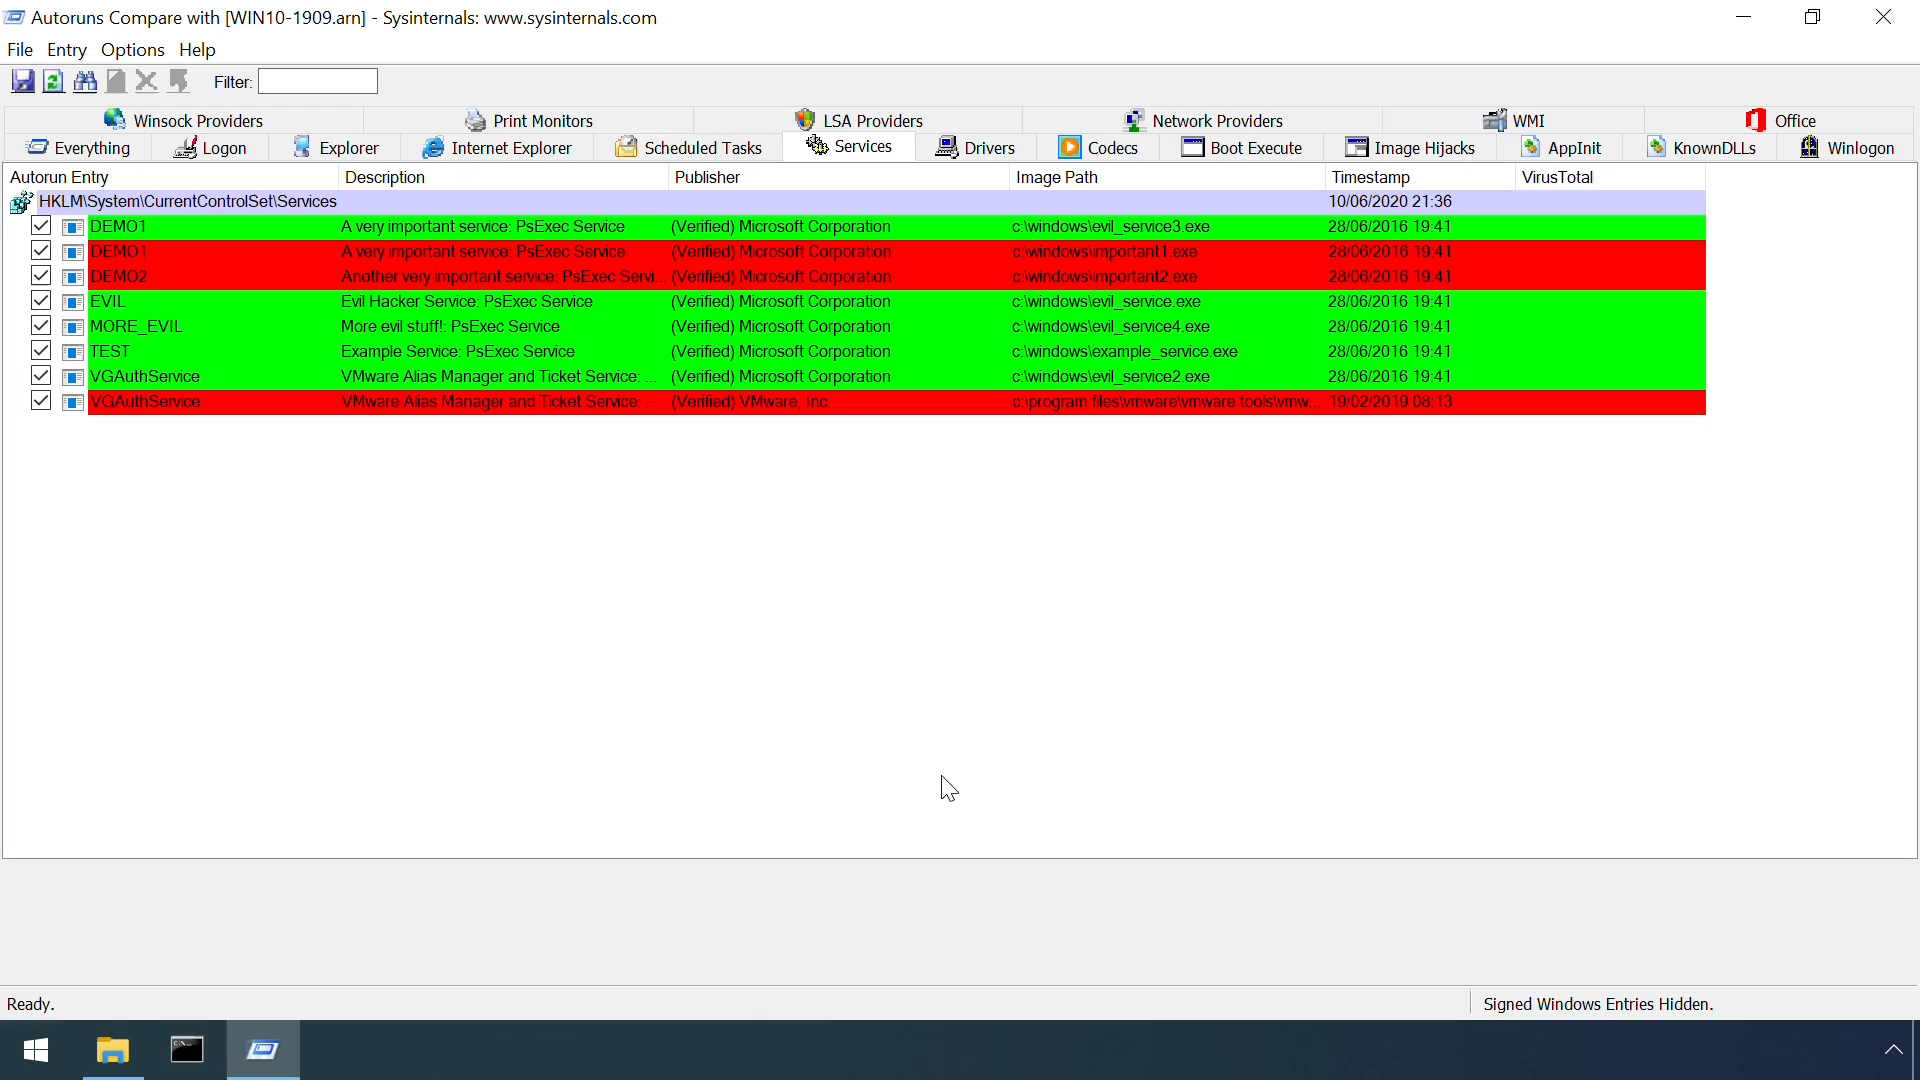 Autoruns Compare with [WIN10-1909.arn] - Sysinternals: www.sysinternals.com
File Entry Options Help
Filter:
Winsock Providers Print Monitors LSA Providers Network Providers WMI Office
Everything Logon Explorer Internet Explorer Scheduled Tasks Services Drivers Codecs Boot Execute Image Hijacks AppInit KnownDLLs Winlogon
Autorun Entry Description Publisher Image Path Timestamp VirusTotal
HKLM\System\CurrentControlSet\Services 10/06/2020 21:36
DEMO1 A very important service: PsExec Service (Verified) Microsoft Corporation c:\windows\evil_service3.exe 28/06/2016 19:41
DEMO1 A very important service: PsExec Service (Verified) Microsoft Corporation c:\windows\important1.exe 28/06/2016 19:41
DEMO2 Another very important service: PsExec Servi... (Verified) Microsoft Corporation c:\windows\important2.exe 28/06/2016 19:41
EVIL Evil Hacker Service: PsExec Service (Verified) Microsoft Corporation c:\windows\evil_service.exe 28/06/2016 19:41
MORE_EVIL More evil stuff!: PsExec Service (Verified) Microsoft Corporation c:\windows\evil_service4.exe 28/06/2016 19:41
TEST Example Service: PsExec Service (Verified) Microsoft Corporation c:\windows\example_service.exe 28/06/2016 19:41
VGAuthService VMware Alias Manager and Ticket Service: ... (Verified) Microsoft Corporation c:\windows\evil_service2.exe 28/06/2016 19:41
VGAuthService VMware Alias Manager and Ticket Service: ... (Verified) VMware, Inc. c:\program files\vmware\vmware tools\vmw... 19/02/2019 08:13
Ready. Signed Windows Entries Hidden.